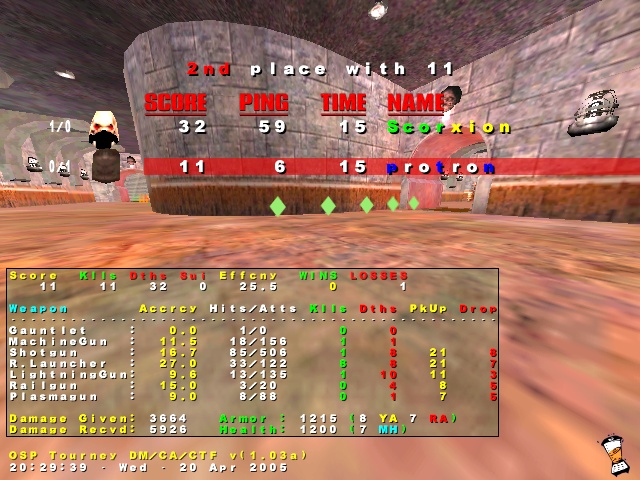 2nd place with 11
SCORE PING TIME NAME
1/0 32 59 15 Scorxion
0/1 11 6 15 protron
Score Klls Dths Sui Effcny WINS LOSSES
11 11 32 0 25.5 0 1
Weapon Accrcy Hits/Atts Klls Dths PkUp Drop
Gauntlet : 0.0 1/0 0 0
MachineGun : 11.5 18/156 1 1
Shotgun : 16.7 85/506 1 8 21 8
R.Launcher : 27.0 33/122 8 8 21 7
LightningGun: 9.6 13/135 1 10 11 3
Railgun : 15.0 3/20 0 4 8 5
Plasmagun : 9.0 8/88 0 1 7 5
Damage Given: 3664 Armor : 1215 (8 YA 7 RA)
Damage Recvd: 5926 Health: 1200 (7 MH)
OSP Tourney DM/CA/CTF v(1.03a)
20:29:39 - Wed - 20 Apr 2005